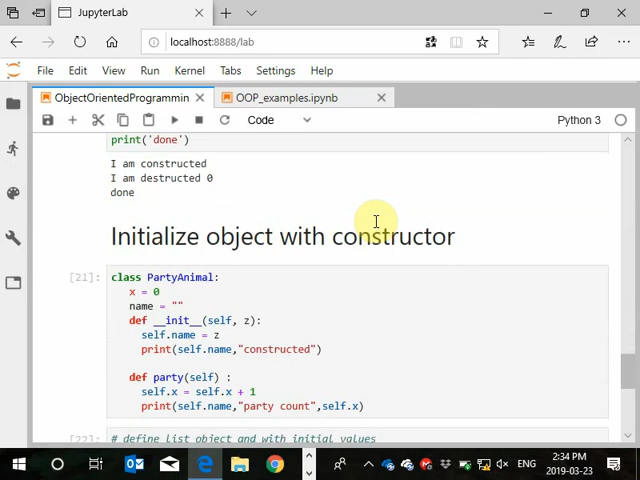 JupyterLab
localhost:8888/lab
File Edit View Run Kernel Tabs Settings Help
ObjectOrientedProgrammin OOP_examples.ipynb
Code Python 3
print('done')
I am constructed
I am destructed 0
done
Initialize object with constructor
[21]: class PartyAnimal:
x = 0
name = ""
def __init__(self, z):
self.name = z
print(self.name,"constructed")
def party(self) :
self.x = self.x + 1
print(self.name,"party count",self.x)
[22]: # define list object and with initial values
ENG 2:34 PM
2019-03-23